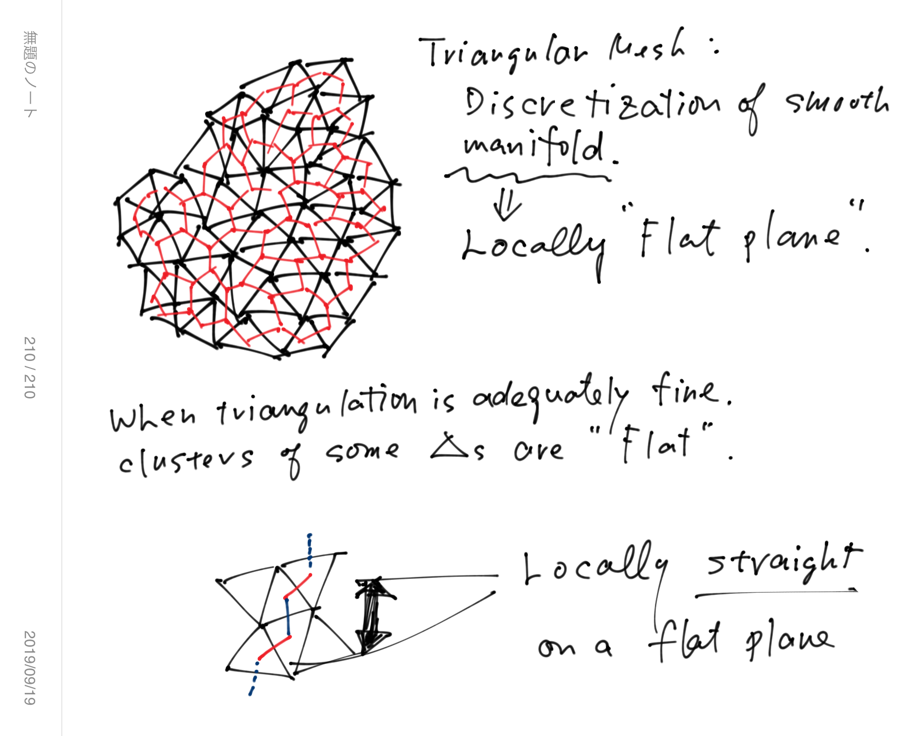 Triangular Mesh :
Discretization of smooth
manifold.
⇓
Locally "Flat plane".
When triangulation is adequately fine.
clusters of some △s are "Flat".
Locally straight
on a flat plane
無題のノート
210 / 210
2019/09/19